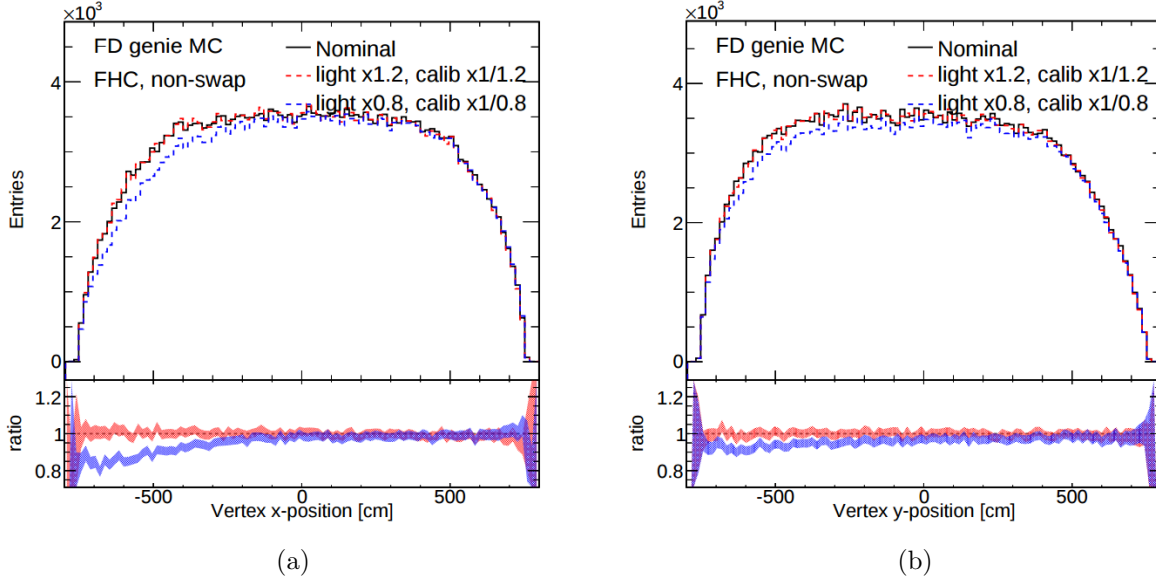 ×10³
FD genie MC
FHC, non-swap
Nominal
light x1.2, calib x1/1.2
light x0.8, calib x1/0.8
Entries
4
2
0
ratio
1.2
1
0.8
-500
0
500
Vertex x-position [cm]
(a)
×10³
FD genie MC
FHC, non-swap
Nominal
light x1.2, calib x1/1.2
light x0.8, calib x1/0.8
Entries
4
2
0
ratio
1.2
1
0.8
-500
0
500
Vertex y-position [cm]
(b)